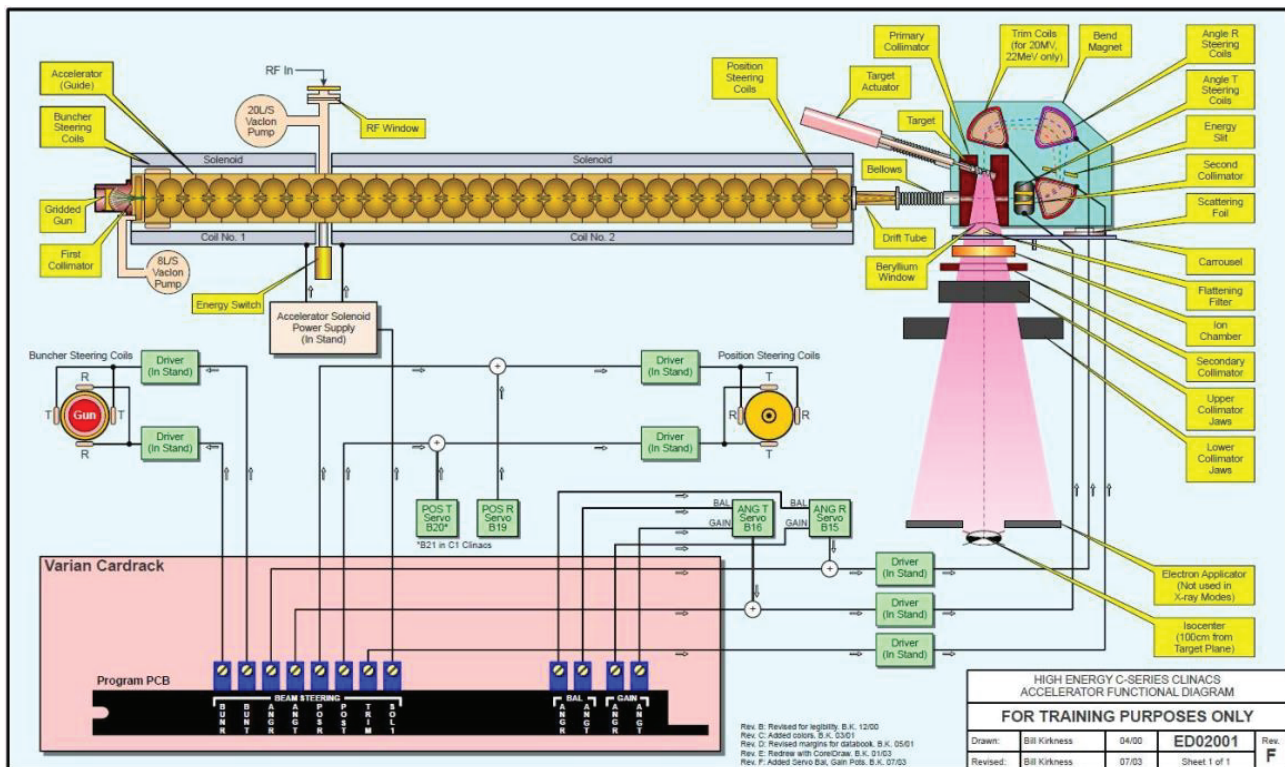 RF In
Accelerator
(Guide)
Buncher
Steering
Coils
20L/S
VacIon
Pump
RF Window
Solenoid
Solenoid
Position
Steering
Coils
Primary
Collimator
Target
Actuator
Target
Bellows
Trim Coils
(for 20MV,
22MeV only)
Bend
Magnet
Angle R
Steering
Coils
Angle T
Steering
Coils
Energy
Slit
Second
Collimator
Scattering
Foil
Carrousel
Flattening
Filter
Ion
Chamber
Secondary
Collimator
Upper
Collimator
Jaws
Lower
Collimator
Jaws
Gridded
Gun
First
Collimator
8L/S
VacIon
Pump
Coil No. 1
Coil No. 2
Energy Switch
Drift Tube
Beryllium
Window
Accelerator Solenoid
Power Supply
(In Stand)
Buncher Steering Coils
R
T
Gun
T
R
Driver
(In Stand)
Driver
(In Stand)
Driver
(In Stand)
Driver
(In Stand)
Position Steering Coils
T
R
R
T
+
+
POS T
Servo
B20*
POS R
Servo
B19
*B21 in C1 Clinacs
BAL
GAIN
ANG T
Servo
B16
BAL
GAIN
ANG R
Servo
B15
+
+
Driver
(In Stand)
Driver
(In Stand)
Driver
(In Stand)
Electron Applicator
(Not used in
X-ray Modes)
Isocenter
(100cm from
Target Plane)
Varian Cardrack
Program PCB
BEAM STEERING
BUNR
BUNT
ANGR
ANGT
POSR
POST
TRIM
SOL1
BAL
ANGR
ANGT
GAIN
ANGR
ANGT
Rev. B: Revised for legibility. B.K. 12/00
Rev. C: Added colors. B.K. 03/01
Rev. D: Revised margins for databook. B.K. 05/01
Rev. E: Redrew with CorelDraw. B.K. 01/03
Rev. F: Added Servo Bal, Gain Pots. B.K. 07/03
HIGH ENERGY C-SERIES CLINACS
ACCELERATOR FUNCTIONAL DIAGRAM
FOR TRAINING PURPOSES ONLY
Drawn: Bill Kirkness 04/00 ED02001 Rev.
Revised: Bill Kirkness 07/03 Sheet 1 of 1 F